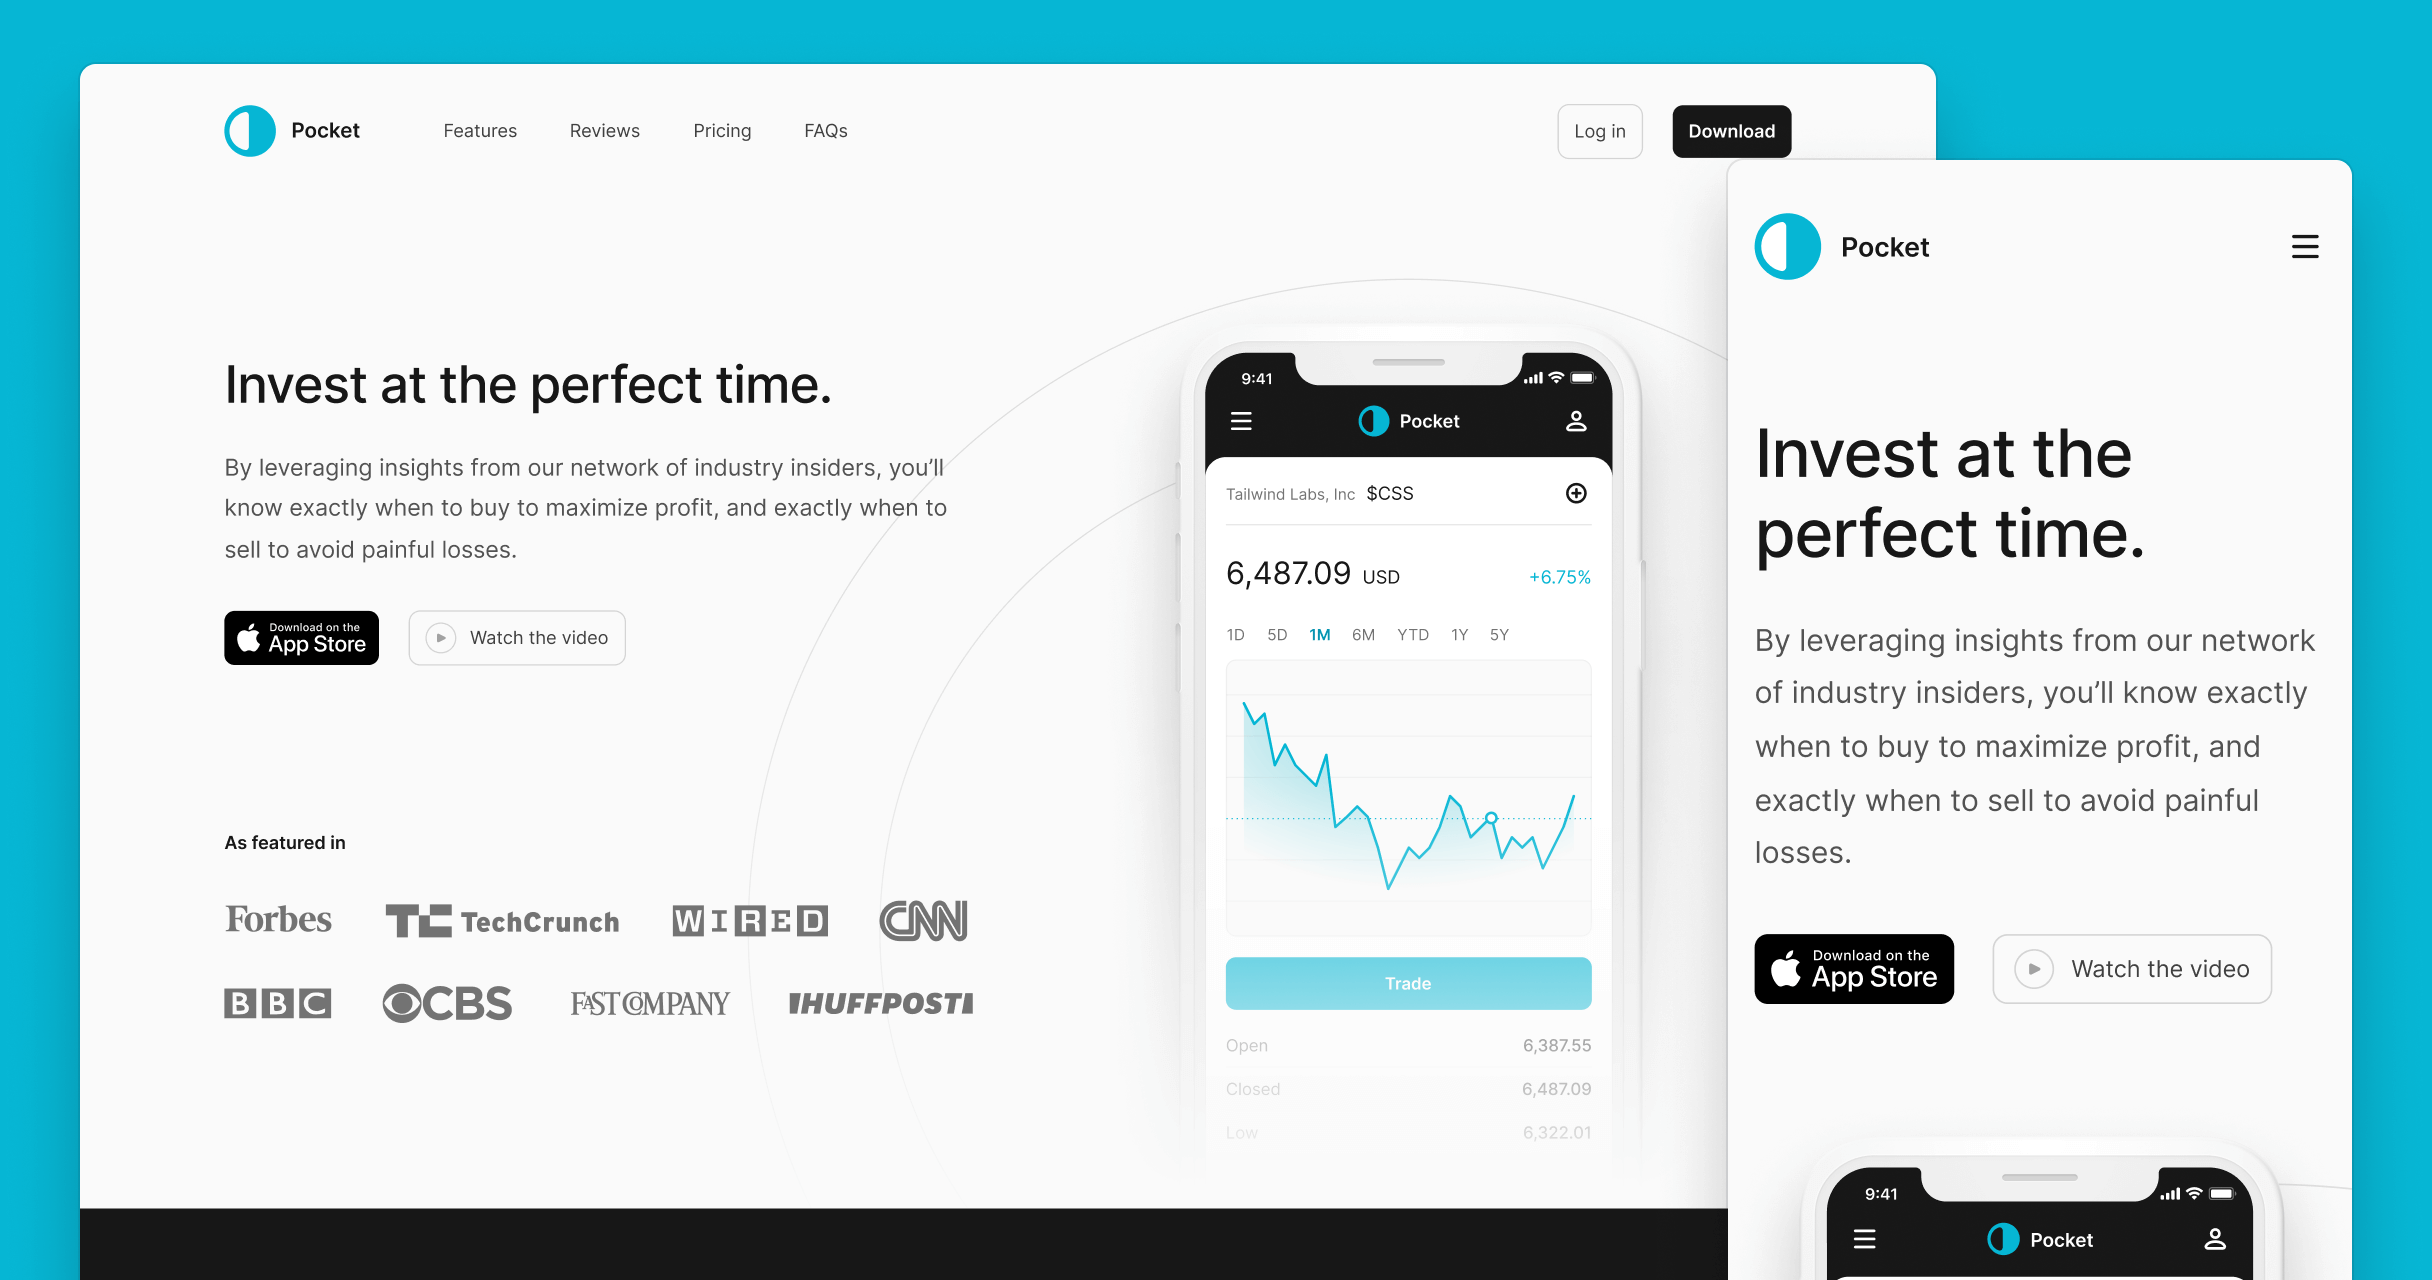 Pocket
Features
Reviews
Pricing
FAQs
Log in
Download
Invest at the perfect time.
By leveraging insights from our network of industry insiders, you’ll
know exactly when to buy to maximize profit, and exactly when to
sell to avoid painful losses.
Download on the
App Store
Watch the video
As featured in
Forbes
TC TechCrunch
WIRED
CNN
BBC
CBS
FAST COMPANY
HUFFPOST
9:41
Pocket
Tailwind Labs, Inc $CSS
6,487.09 USD
+6.75%
1D 5D 1M 6M YTD 1Y 5Y
Trade
Open 6,387.55
Closed 6,487.09
Low 6,322.01
Pocket
Invest at the
perfect time.
By leveraging insights from our network
of industry insiders, you’ll know exactly
when to buy to maximize profit, and
exactly when to sell to avoid painful
losses.
Download on the
App Store
Watch the video
9:41
Pocket